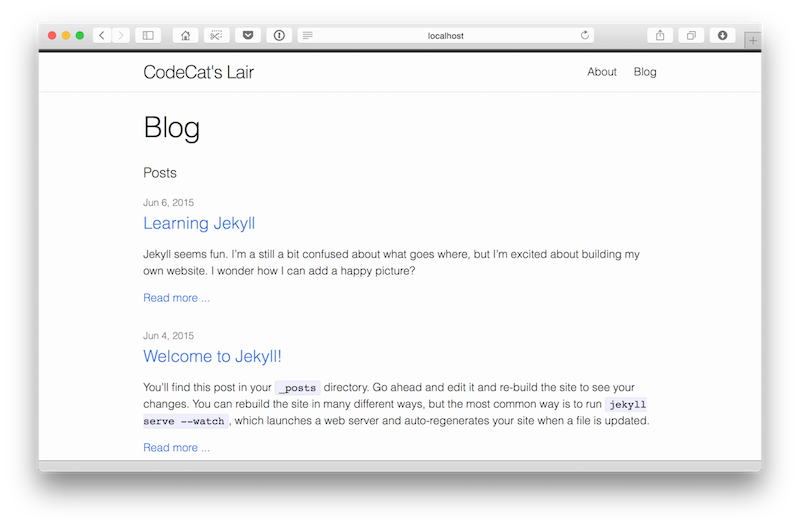 localhost
CodeCat's Lair
About Blog
Blog
Posts
Jun 6, 2015
Learning Jekyll
Jekyll seems fun. I'm a still a bit confused about what goes where, but I'm excited about building my
own website. I wonder how I can add a happy picture?
Read more ...
Jun 4, 2015
Welcome to Jekyll!
You'll find this post in your _posts directory. Go ahead and edit it and re-build the site to see your
changes. You can rebuild the site in many different ways, but the most common way is to run jekyll
serve --watch, which launches a web server and auto-regenerates your site when a file is updated.
Read more ...